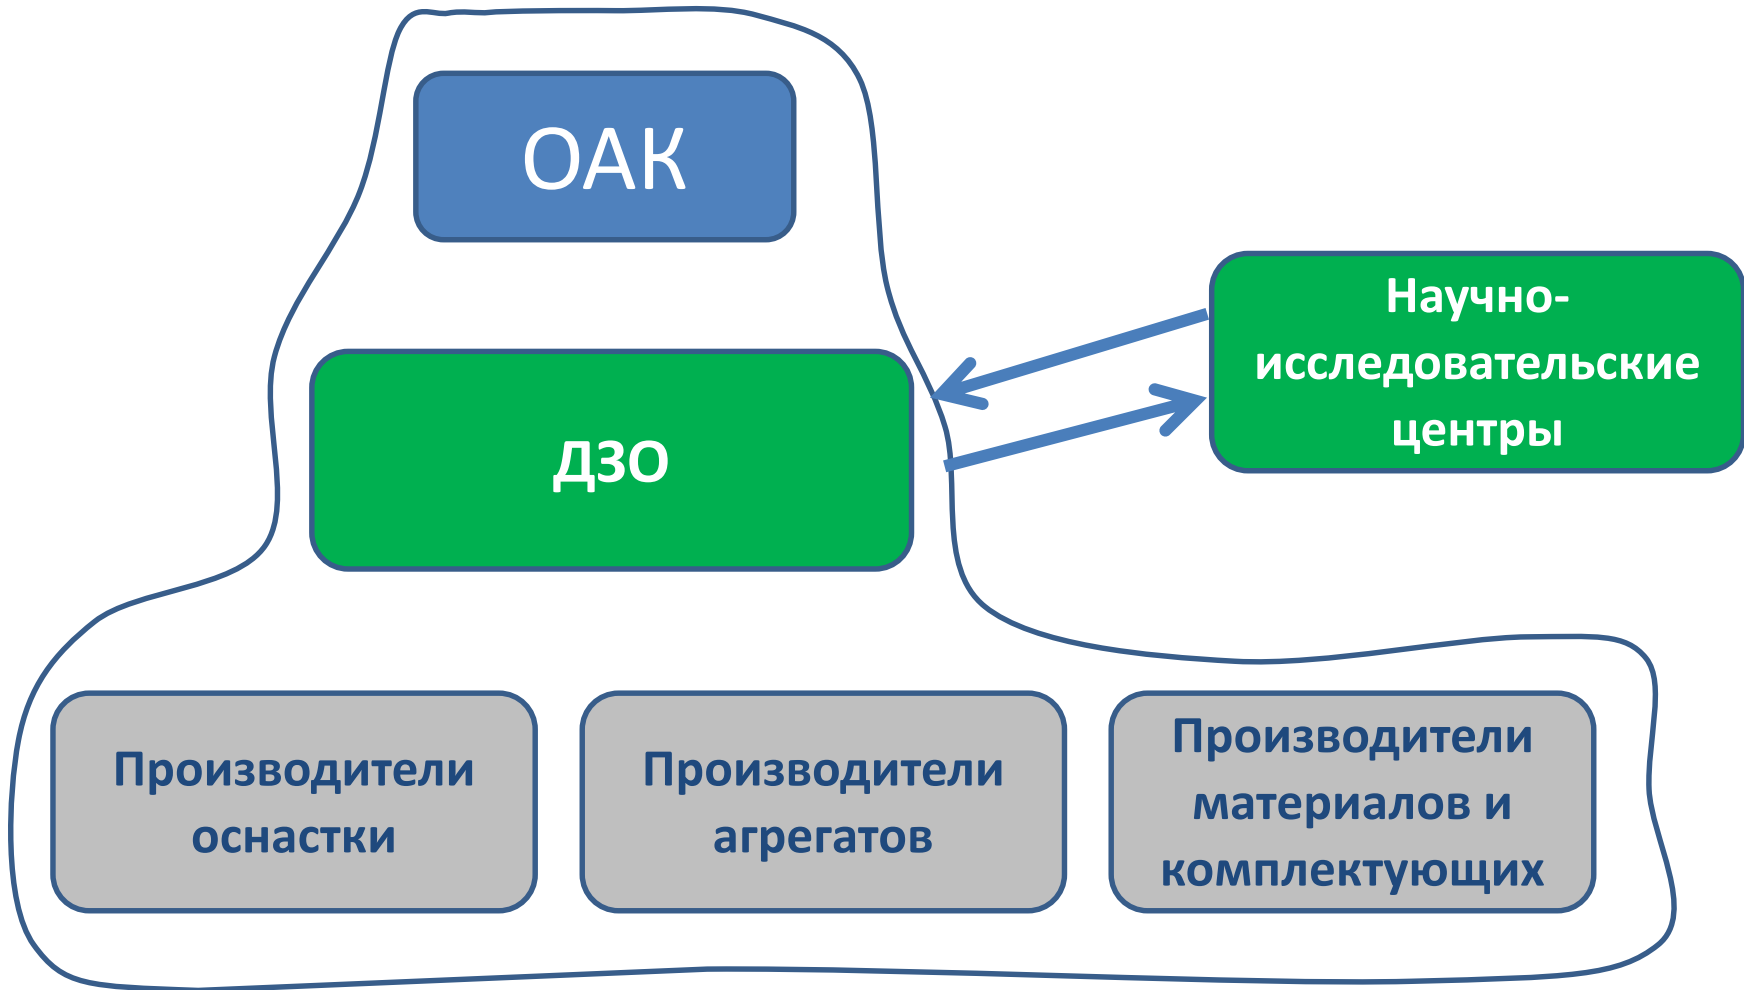 ОАК
Научно-
исследовательские
центры
ДЗО
Производители
оснастки
Производители
агрегатов
Производители
материалов и
комплектующих